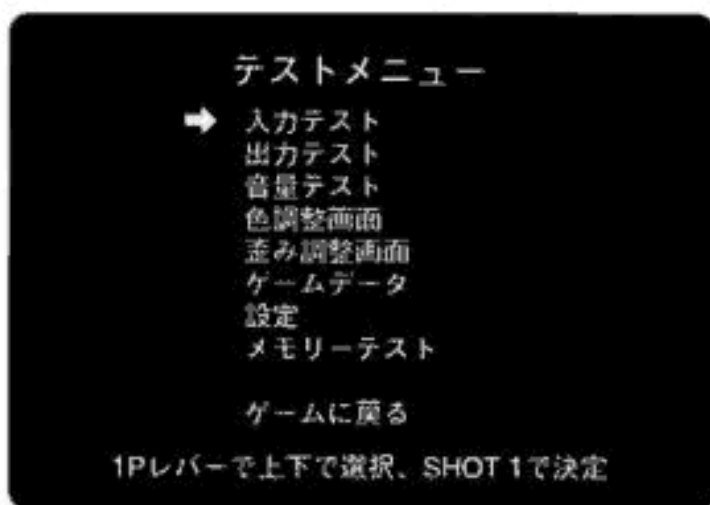 テストメニュー
入力テスト
出力テスト
音量テスト
色調整画面
歪み調整画面
ゲームデータ
設定
メモリーテスト
ゲームに戻る
1Pレバーで上下で選択、SHOT 1で決定